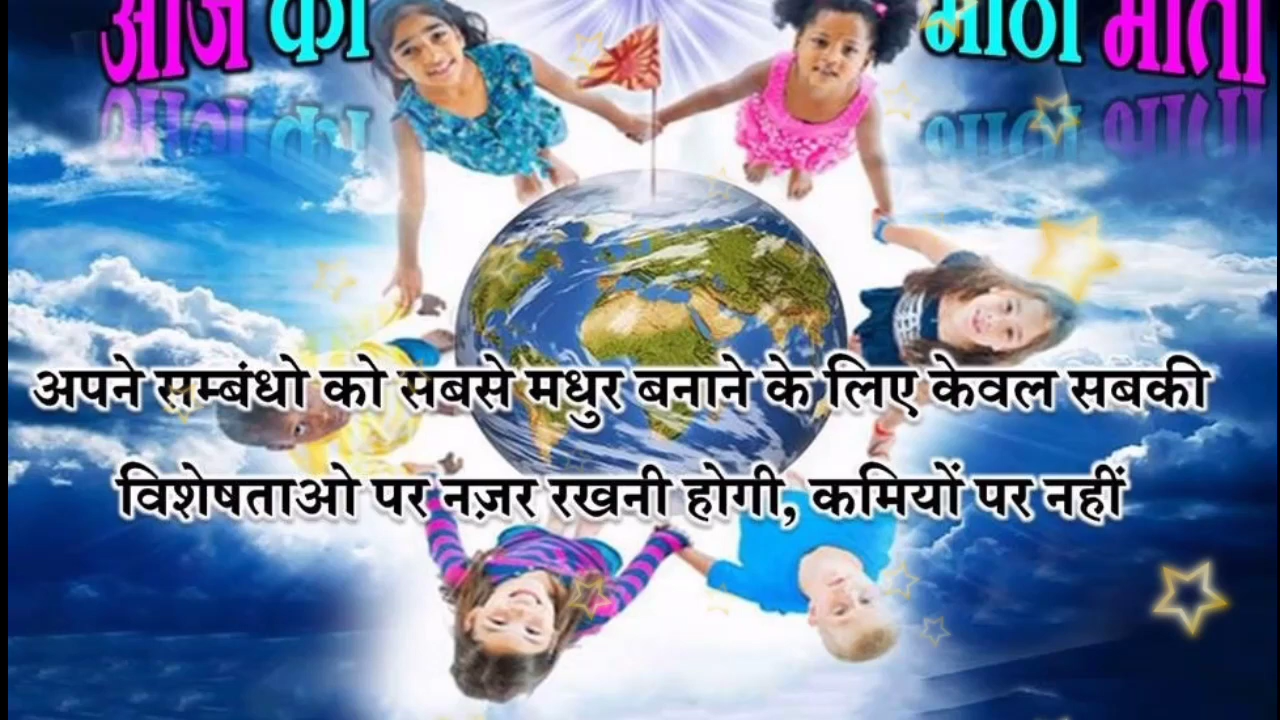 आज का मीठा मोती
अपने सम्बंधो को सबसे मधुर बनाने के लिए केवल सबकी
विशेषताओ पर नज़र रखनी होगी, कमियों पर नहीं